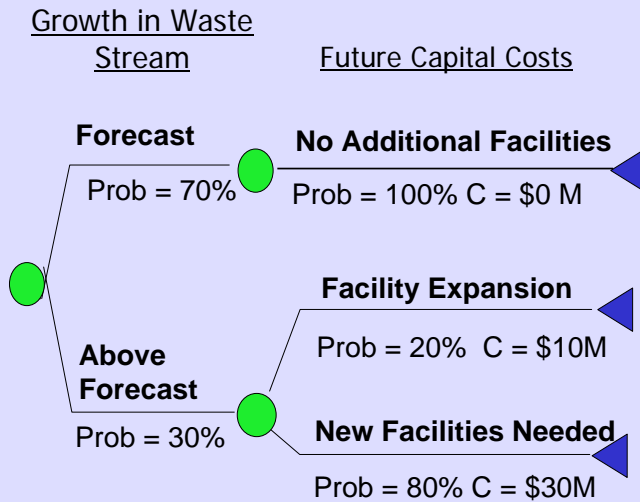 Growth in Waste
Stream
Future Capital Costs
Forecast
Prob = 70%
No Additional Facilities
Prob = 100% C = $0 M
Above
Forecast
Prob = 30%
Facility Expansion
Prob = 20% C = $10M
New Facilities Needed
Prob = 80% C = $30M